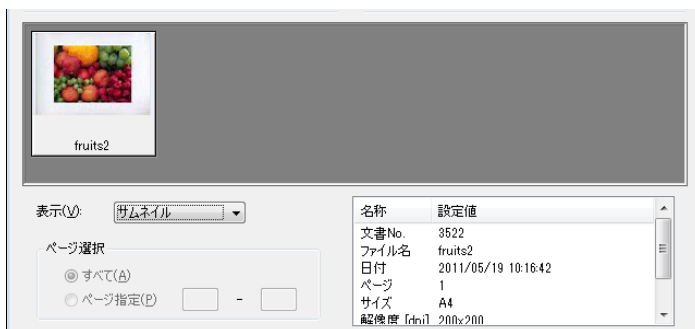 fruits2
表示(V): サムネイル
ページ選択
すべて(A)
ページ指定(P) -
名称 設定値
文書No. 3522
ファイル名 fruits2
日付 2011/05/19 10:16:42
ページ 1
サイズ A4
解像度 [dpi] 200x200